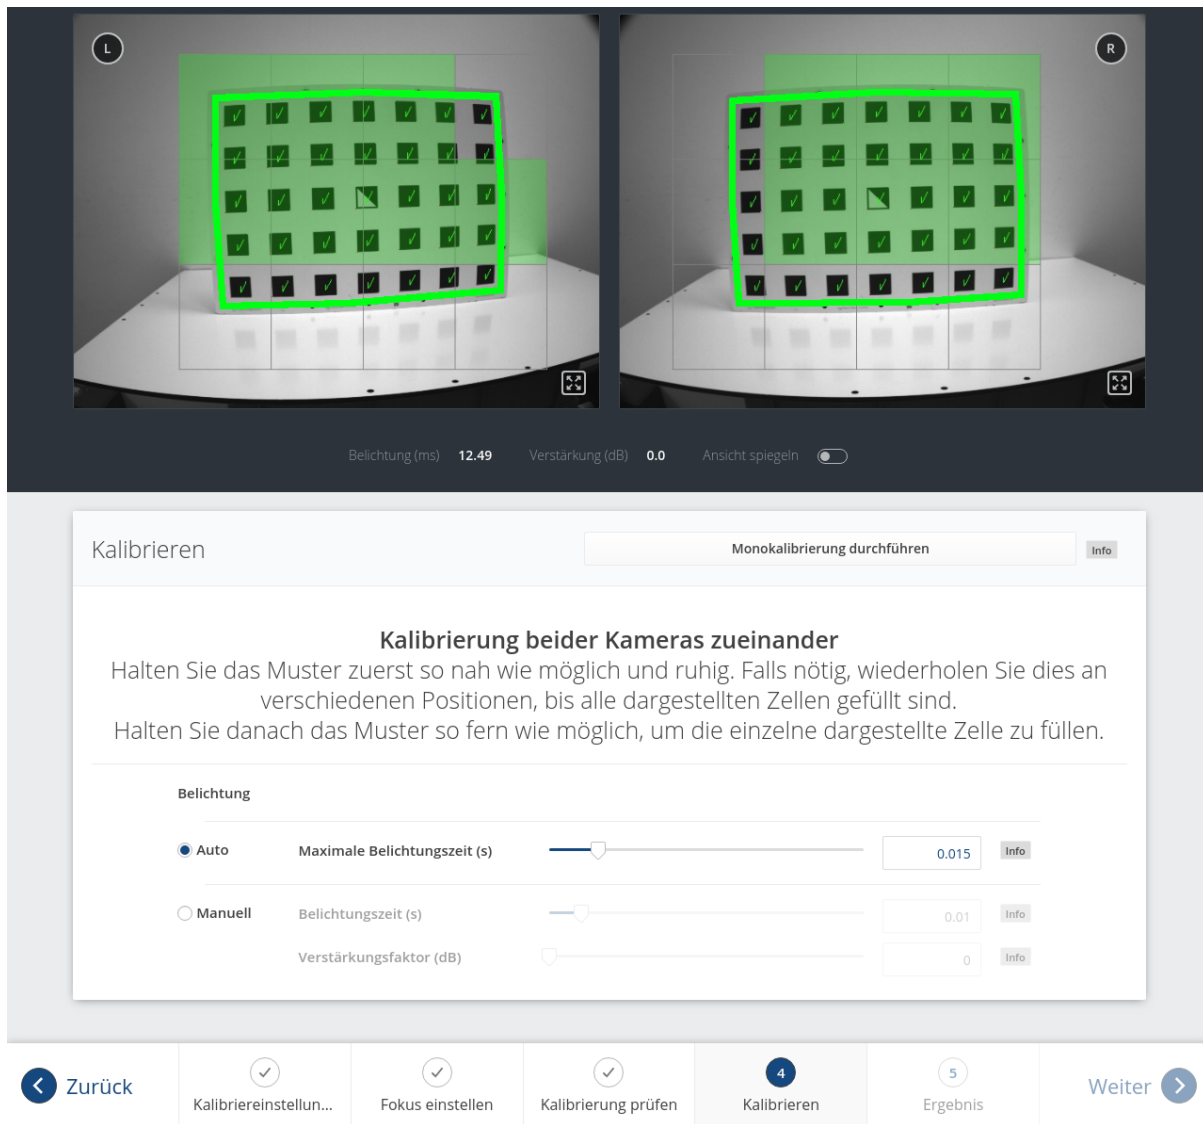 L
R
Belichtung (ms) 12.49 Verstärkung (dB) 0.0 Ansicht spiegeln
Kalibrieren
Monokalibrierung durchführen
Info
Kalibrierung beider Kameras zueinander
Halten Sie das Muster zuerst so nah wie möglich und ruhig. Falls nötig, wiederholen Sie dies an
verschiedenen Positionen, bis alle dargestellten Zellen gefüllt sind.
Halten Sie danach das Muster so fern wie möglich, um die einzelne dargestellte Zelle zu füllen.
Belichtung
Auto Maximale Belichtungszeit (s) 0.015 Info
Manuell Belichtungszeit (s) 0.01 Info
Verstärkungsfaktor (dB) 0 Info
Zurück
Kalibriereinstellun...
Fokus einstellen
Kalibrierung prüfen
4
Kalibrieren
5
Ergebnis
Weiter